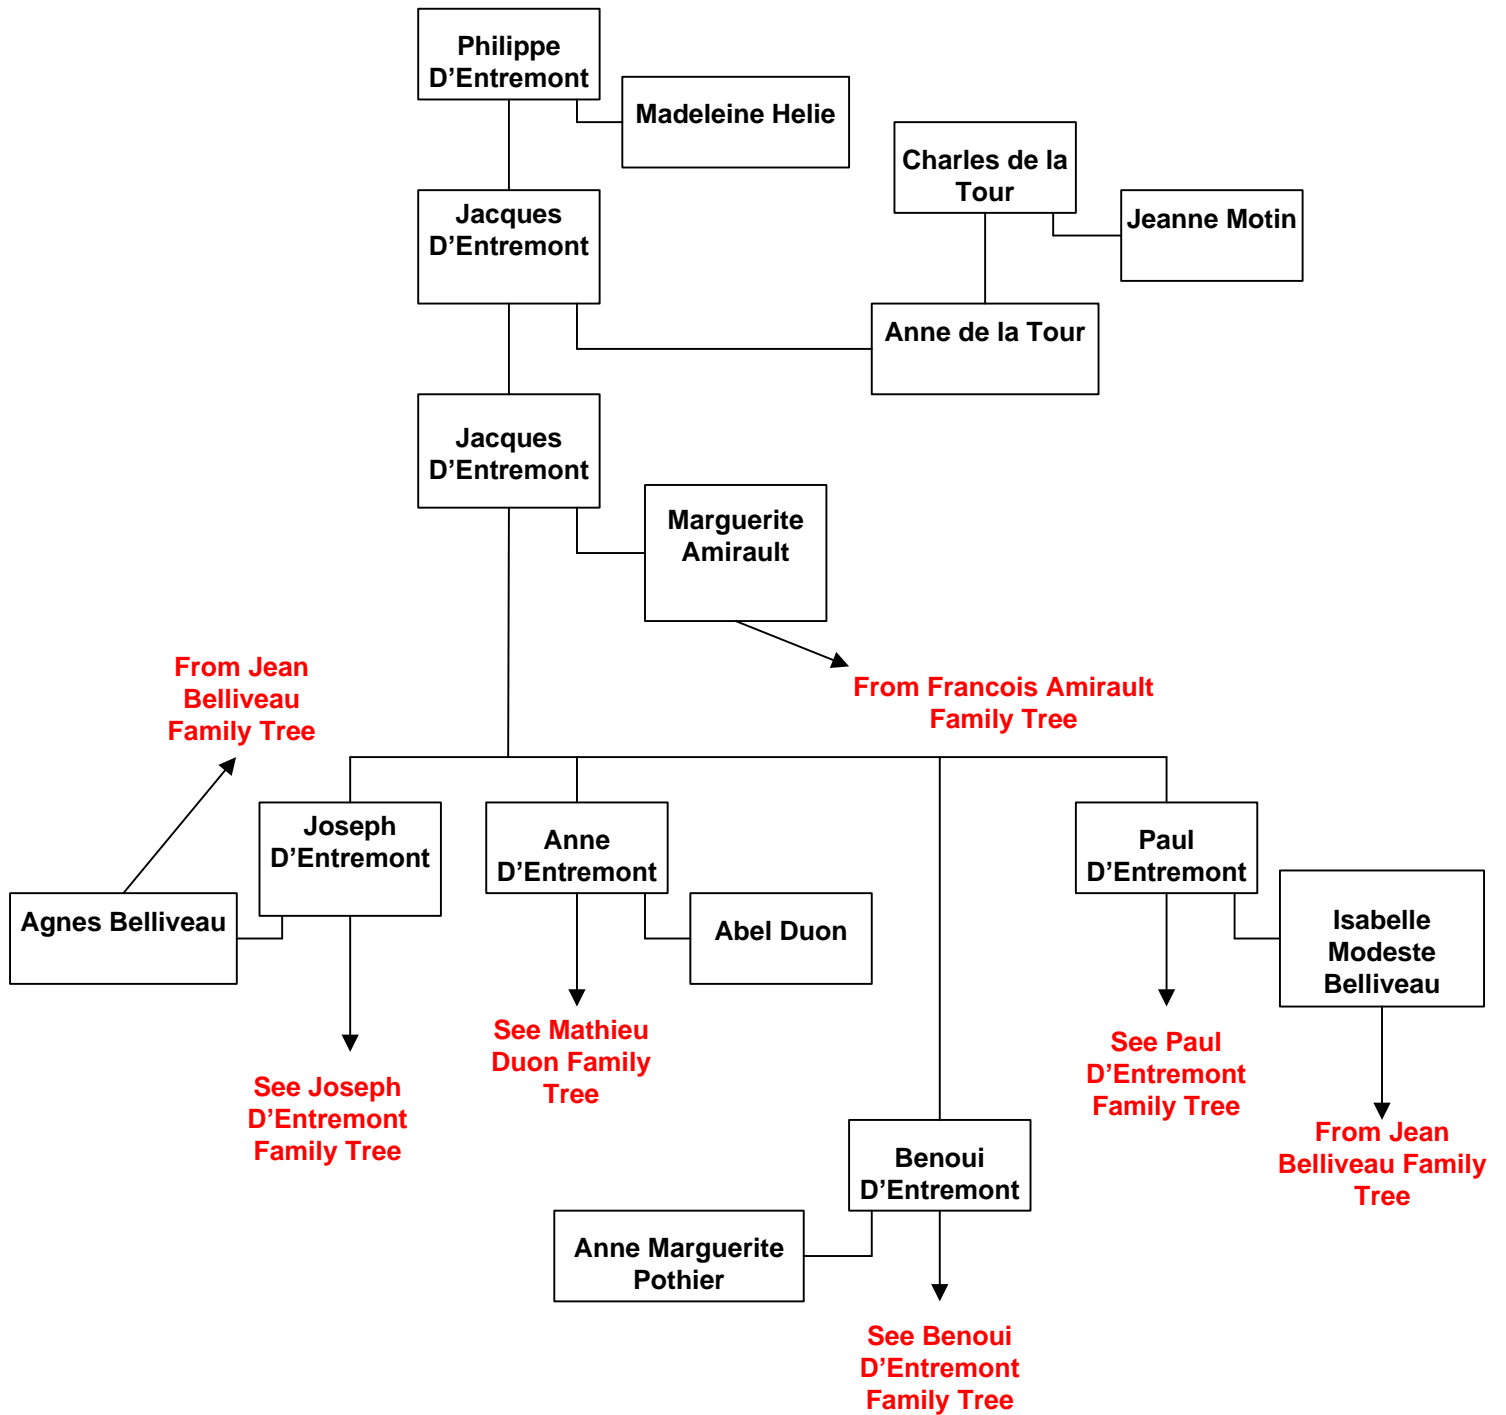 Philippe
D’Entremont
Madeleine Helie
Charles de la
Tour
Jeanne Motin
Jacques
D’Entremont
Anne de la Tour
Jacques
D’Entremont
Marguerite
Amirault
From Jean
Belliveau
Family Tree
From Francois Amirault
Family Tree
Joseph
D’Entremont
Anne
D’Entremont
Paul
D’Entremont
Agnes Belliveau
Abel Duon
Isabelle
Modeste
Belliveau
See Mathieu
Duon Family
Tree
See Paul
D’Entremont
Family Tree
See Joseph
D’Entremont
Family Tree
From Jean
Belliveau Family
Tree
Benoui
D’Entremont
Anne Marguerite
Pothier
See Benoui
D’Entremont
Family Tree